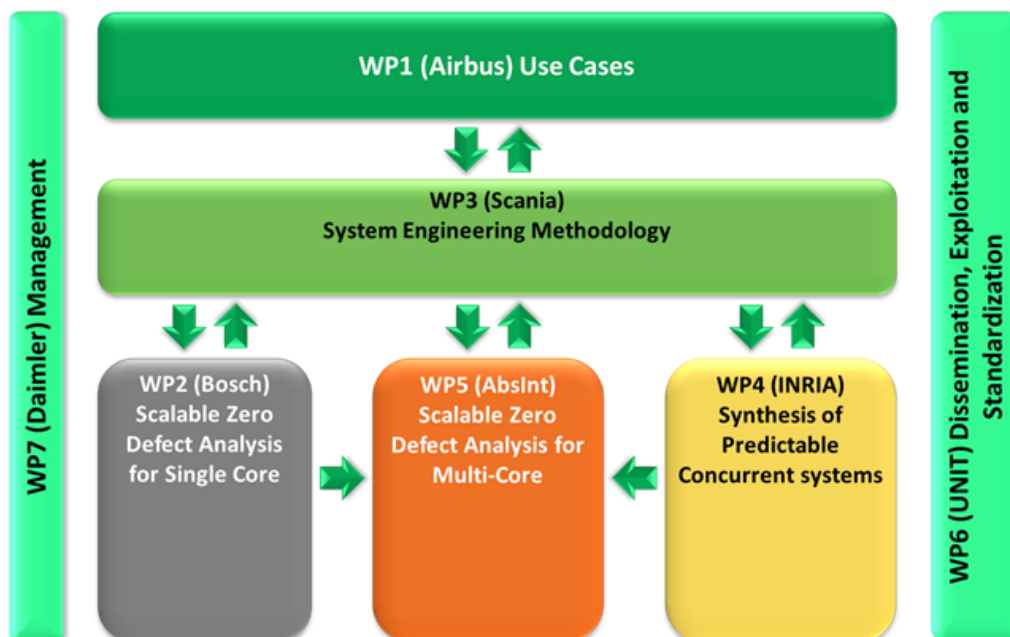 WP7 (Daimler) Management
WP1 (Airbus) Use Cases
WP3 (Scania)
System Engineering Methodology
WP2 (Bosch)
Scalable Zero
Defect Analysis
for Single Core
WP5 (AbsInt)
Scalable Zero
Defect Analysis for
Multi-Core
WP4 (INRIA)
Synthesis of
Predictable
Concurrent systems
WP6 (UNIT) Dissemination, Exploitation and
Standardization